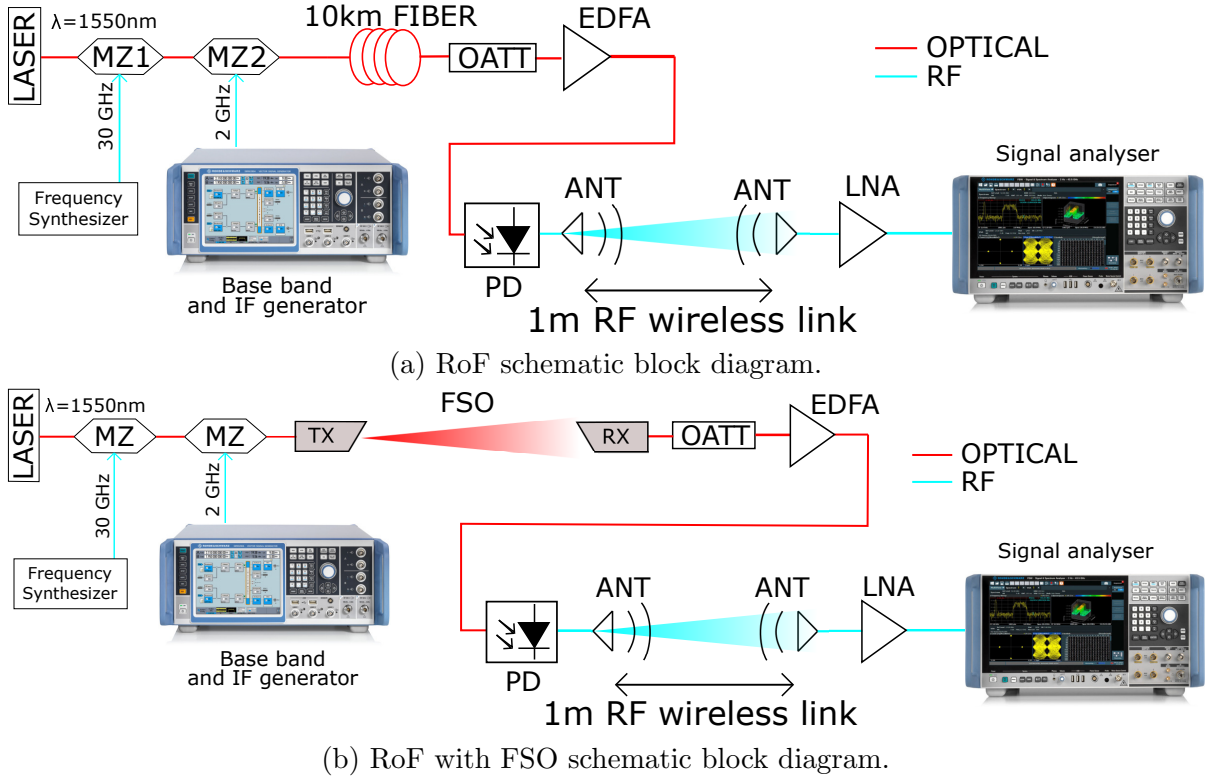 LASER
λ=1550nm
MZ1
MZ2
10km FIBER
OATT
EDFA
OPTICAL
RF
30 GHz
2 GHz
Frequency
Synthesizer
Base band
and IF generator
PD
ANT
ANT
LNA
Signal analyser
1m RF wireless link
(a) RoF schematic block diagram.
LASER
λ=1550nm
MZ
MZ
TX
FSO
RX
OATT
EDFA
OPTICAL
RF
30 GHz
2 GHz
Frequency
Synthesizer
Base band
and IF generator
PD
ANT
ANT
LNA
Signal analyser
1m RF wireless link
(b) RoF with FSO schematic block diagram.